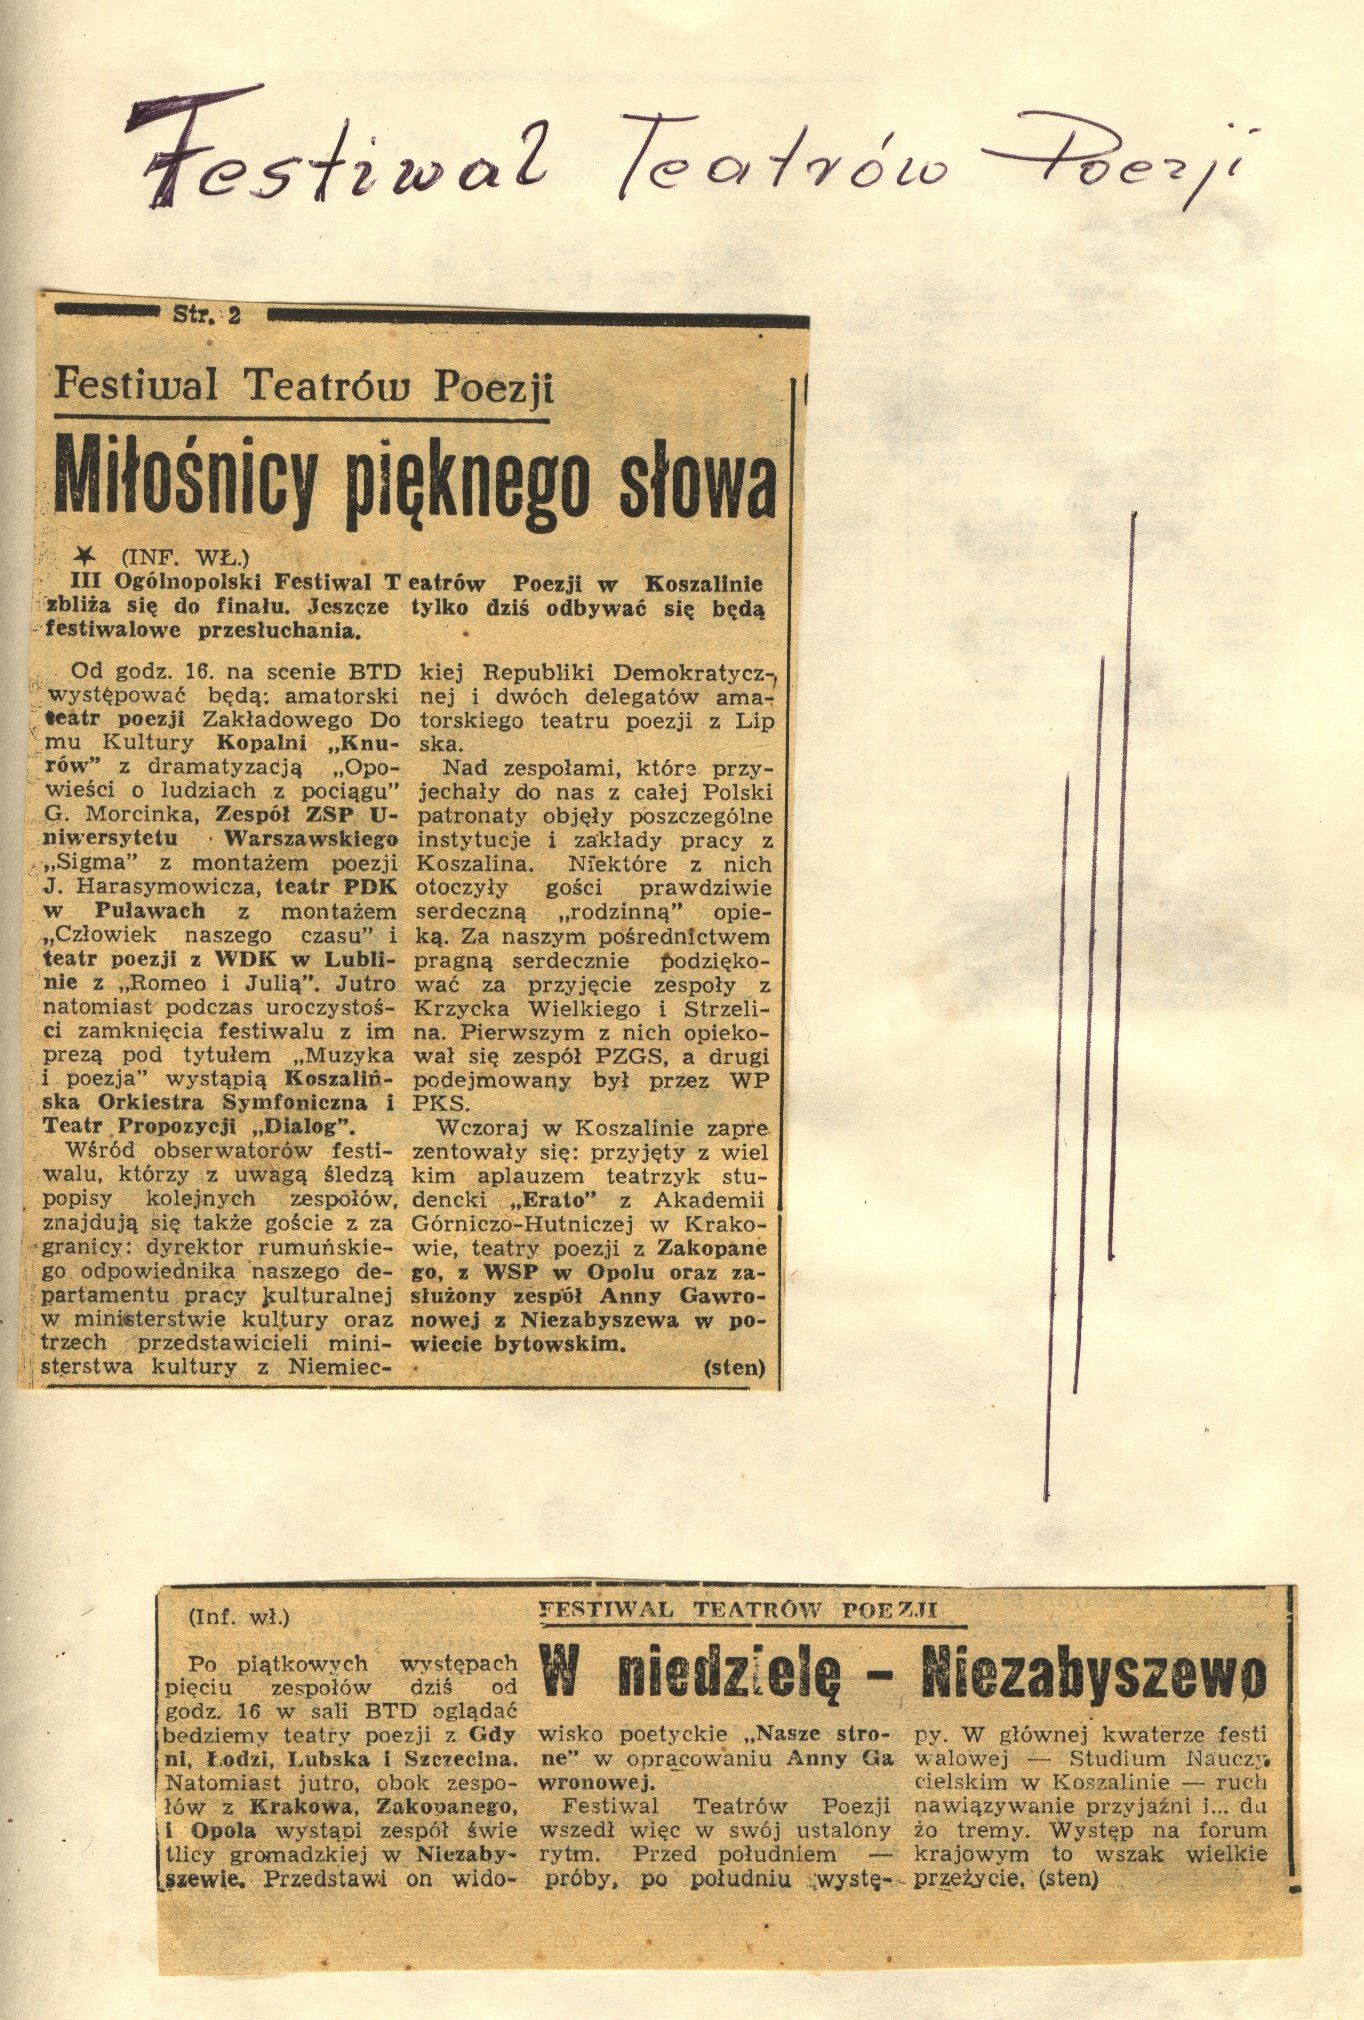 Festiwal Teatrów Poezji
Str. 2
Festiwal Teatrów Poezji
Miłośnicy pięknego słowa
★ (INF. WŁ.)
III Ogólnopolski Festiwal Teatrów Poezji w Koszalinie
zbliża się do finału. Jeszcze tylko dziś odbywać się będą
festiwalowe przesłuchania.
Od godz. 16. na scenie BTD
występować będą: amatorski
teatr poezji Zakładowego Do
mu Kultury Kopalni „Knu-
rów” z dramatyzacją „Opo-
wieści o ludziach z pociągu”
G. Morcinka, Zespół ZSP U-
niwersytetu Warszawskiego
„Sigma” z montażem poezji
J. Harasymowicza, teatr PDK
w Puławach z montażem
„Człowiek naszego czasu” i
teatr poezji z WDK w Lubli-
nie z „Romeo i Julią”. Jutro
natomiast podczas uroczystoś-
ci zamknięcia festiwalu z im
prezą pod tytułem „Muzyka
i poezja” wystąpią Koszaliń-
ska Orkiestra Symfoniczna i
Teatr Propozycji „Dialog”.
Wśród obserwatorów festi-
walu, którzy z uwagą śledzą
popisy kolejnych zespołów,
znajdują się także goście z za
granicy: dyrektor rumuńskie-
go odpowiednika naszego de-
partamentu pracy kulturalnej
w ministerstwie kultury oraz
trzech przedstawicieli mini-
sterstwa kultury z Niemiec-
kiej Republiki Demokratycz-
nej i dwóch delegatów ama-
torskiego teatru poezji z Lip
ska.
Nad zespołami, które przy-
jechały do nas z całej Polski
patronaty objęły poszczególne
instytucje i zakłady pracy z
Koszalina. Niektóre z nich
otoczyły gości prawdziwie
serdeczną „rodzinną” opie-
ką. Za naszym pośrednictwem
pragną serdecznie podzięko-
wać za przyjęcie zespoły z
Krzycka Wielkiego i Strzeli-
na. Pierwszym z nich opieko-
wał się zespół PZGS, a drugi
podejmowany był przez WP
PKS.
Wczoraj w Koszalinie zapre
zentowały się: przyjęty z wiel
kim aplauzem teatrzyk stu-
dencki „Erato” z Akademii
Górniczo-Hutniczej w Krako-
wie, teatry poezji z Zakopane
go, z WSP w Opolu oraz za-
służony zespół Anny Gawro-
nowej z Niezabyszewa w po-
wiecie bytowskim.
(sten)
(Inf. wł.)
FESTIWAL TEATRÓW POEZJI
W niedzielę – Niezabyszewo
Po piątkowych występach
pięciu zespołów dziś od
godz. 16 w sali BTD oglądać
bedziemy teatry poezji z Gdy
ni, Łodzi, Lubska i Szczecina.
Natomiast jutro, obok zespo-
łów z Krakowa, Zakopanego,
i Opola wystąpi zespół świe
tlicy gromadzkiej w Niezaby-
szewie. Przedstawi on wido-
wisko poetyckie „Nasze stro-
ne” w opracowaniu Anny Ga
wronowej.
Festiwal Teatrów Poezji
wszedł więc w swój ustalony
rytm. Przed południem —
próby, po południu wystę-
py. W głównej kwaterze festi
walowej — Studium Nauczy
cielskim w Koszalinie — ruch
nawiązywanie przyjaźni i... du
żo tremy. Występ na forum
krajowym to wszak wielkie
przeżycie. (sten)